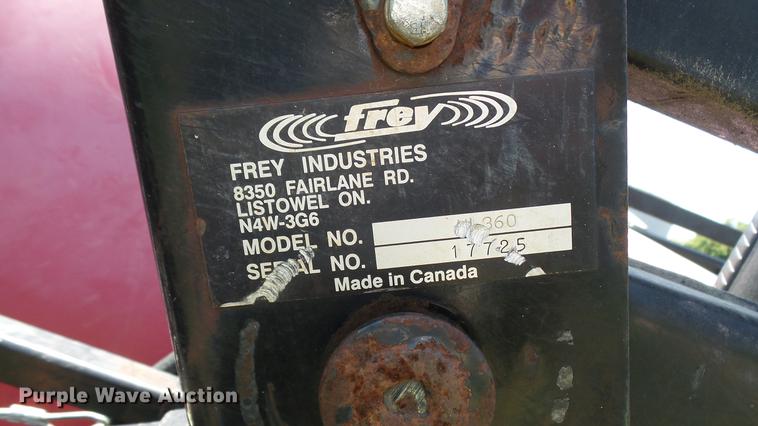 frey
FREY INDUSTRIES
8350 FAIRLANE RD.
LISTOWEL ON.
N4W-3G6
MODEL NO. 360
SERIAL NO. 17725
Made in Canada
Purple Wave Auction